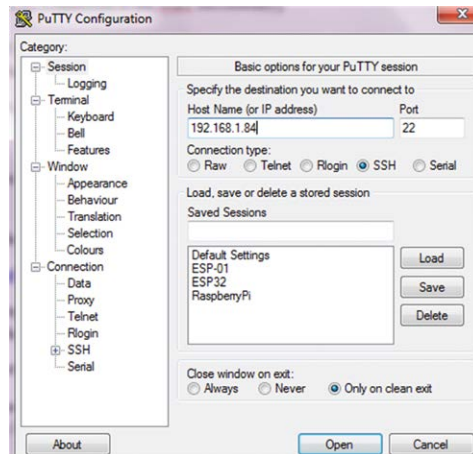 PuTTY Configuration
Category:
Session
Logging
Terminal
Keyboard
Bell
Features
Window
Appearance
Behaviour
Translation
Selection
Colours
Connection
Data
Proxy
Telnet
Rlogin
SSH
Serial
Basic options for your PuTTY session
Specify the destination you want to connect to
Host Name (or IP address) Port
192.168.1.84 22
Connection type:
Raw Telnet Rlogin SSH Serial
Load, save or delete a stored session
Saved Sessions
Default Settings
ESP-01
ESP32
RaspberryPi
Load
Save
Delete
Close window on exit:
Always Never Only on clean exit
About Open Cancel